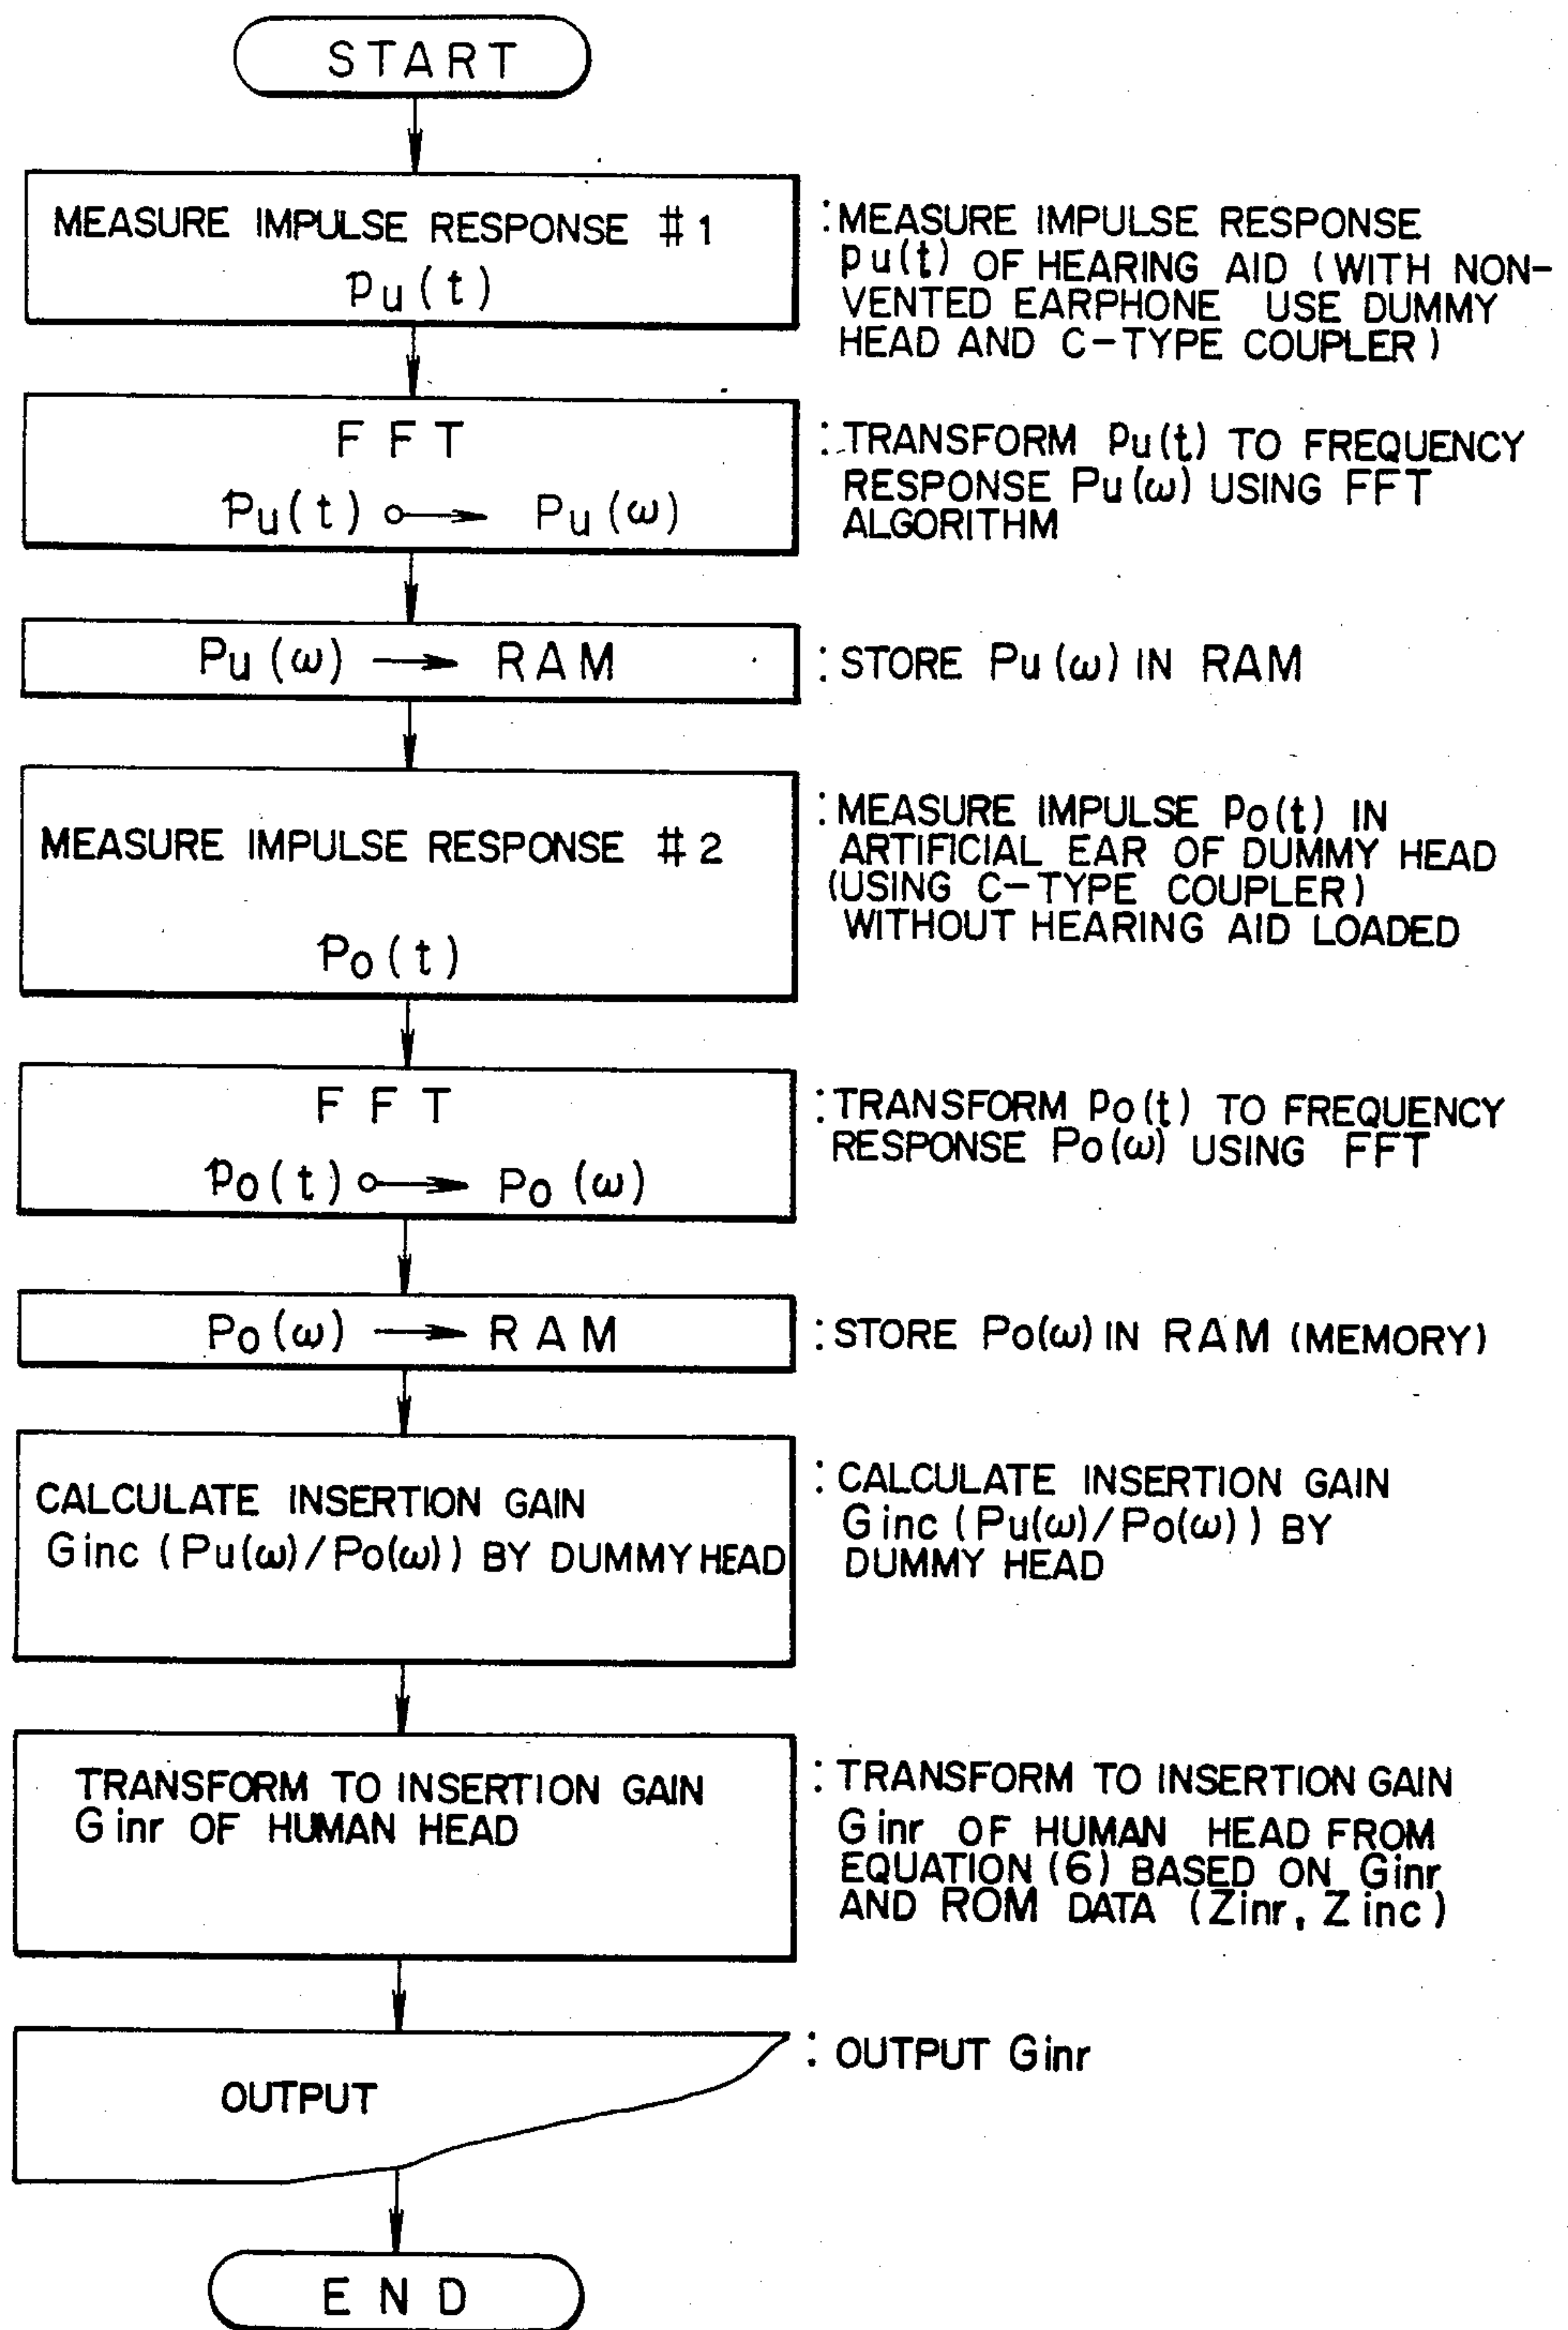 START
MEASURE IMPULSE RESPONSE #1
pu(t)
:MEASURE IMPULSE RESPONSE
pu(t) OF HEARING AID (WITH NON-
VENTED EARPHONE USE DUMMY
HEAD AND C-TYPE COUPLER)
FFT
pu(t) ⟜→ Pu(ω)
:TRANSFORM pu(t) TO FREQUENCY
RESPONSE Pu(ω) USING FFT
ALGORITHM
Pu(ω) → RAM
:STORE Pu(ω) IN RAM
MEASURE IMPULSE RESPONSE #2
po(t)
:MEASURE IMPULSE po(t) IN
ARTIFICIAL EAR OF DUMMY HEAD
(USING C-TYPE COUPLER)
WITHOUT HEARING AID LOADED
FFT
po(t) ⟜→ Po(ω)
:TRANSFORM po(t) TO FREQUENCY
RESPONSE Po(ω) USING FFT
Po(ω) → RAM
:STORE Po(ω) IN RAM (MEMORY)
CALCULATE INSERTION GAIN
Ginc (Pu(ω)/Po(ω)) BY DUMMY HEAD
:CALCULATE INSERTION GAIN
Ginc (Pu(ω)/Po(ω)) BY
DUMMY HEAD
TRANSFORM TO INSERTION GAIN
Ginr OF HUMAN HEAD
:TRANSFORM TO INSERTION GAIN
Ginr OF HUMAN HEAD FROM
EQUATION (6) BASED ON Ginr
AND ROM DATA (Zinr, Zinc)
OUTPUT
:OUTPUT Ginr
END